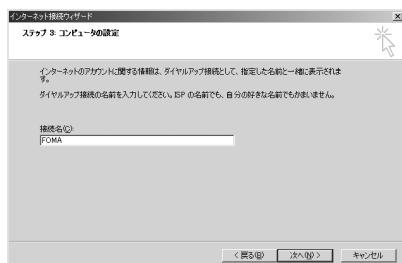 インターネット接続ウィザード
ステップ 3: コンピュータの設定
インターネットのアカウントに関する情報は、ダイヤルアップ接続として、指定した名前と一緒に表示されま
す。
ダイヤルアップ接続の名前を入力してください。ISP の名前でも、自分の好きな名前でもかまいません。
接続名(C):
FOMA
< 戻る(B)
次へ(N) >
キャンセル